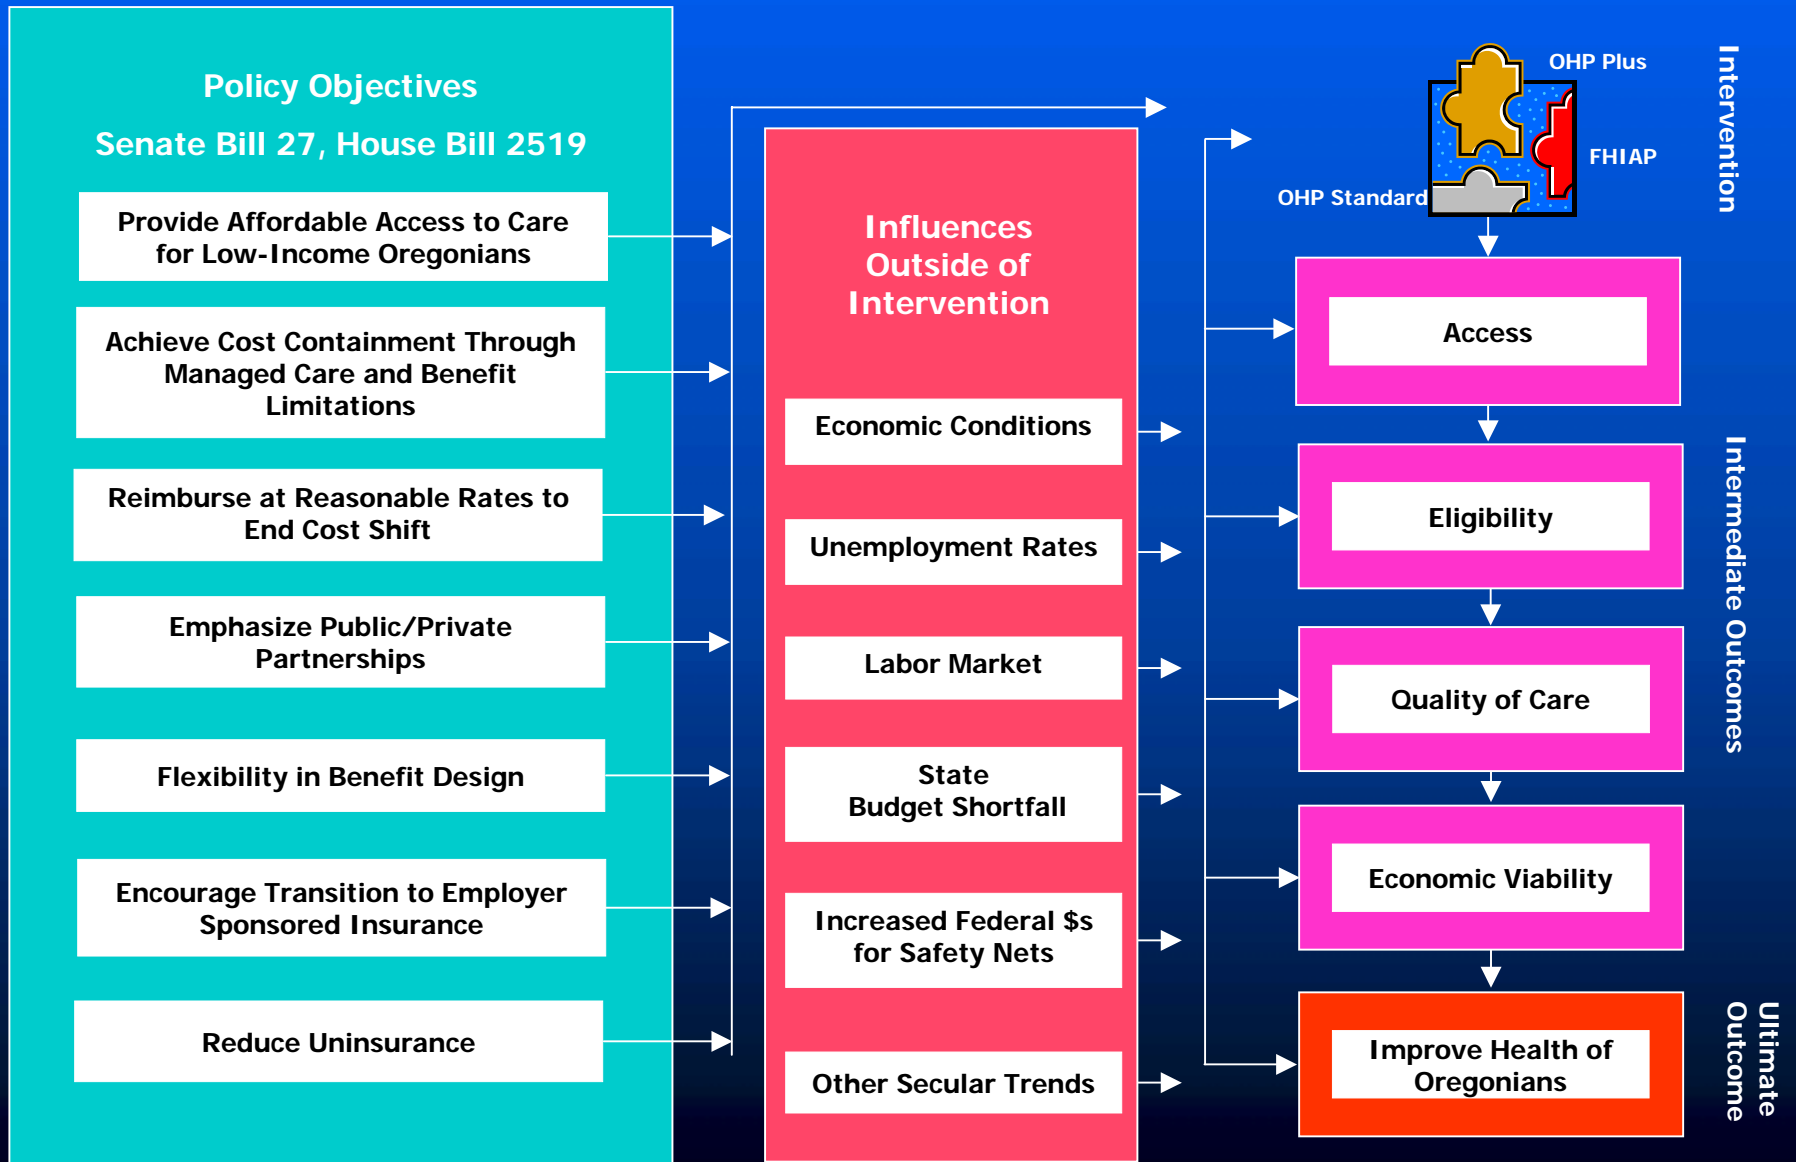 Policy Objectives
Senate Bill 27, House Bill 2519
Provide Affordable Access to Care
for Low-Income Oregonians
Achieve Cost Containment Through
Managed Care and Benefit
Limitations
Reimburse at Reasonable Rates to
End Cost Shift
Emphasize Public/Private
Partnerships
Flexibility in Benefit Design
Encourage Transition to Employer
Sponsored Insurance
Reduce Uninsurance
Influences
Outside of
Intervention
Economic Conditions
Unemployment Rates
Labor Market
State
Budget Shortfall
Increased Federal $s
for Safety Nets
Other Secular Trends
OHP Plus
FHIAP
OHP Standard
Access
Eligibility
Quality of Care
Economic Viability
Improve Health of
Oregonians
Intervention
Intermediate Outcomes
Ultimate
Outcome